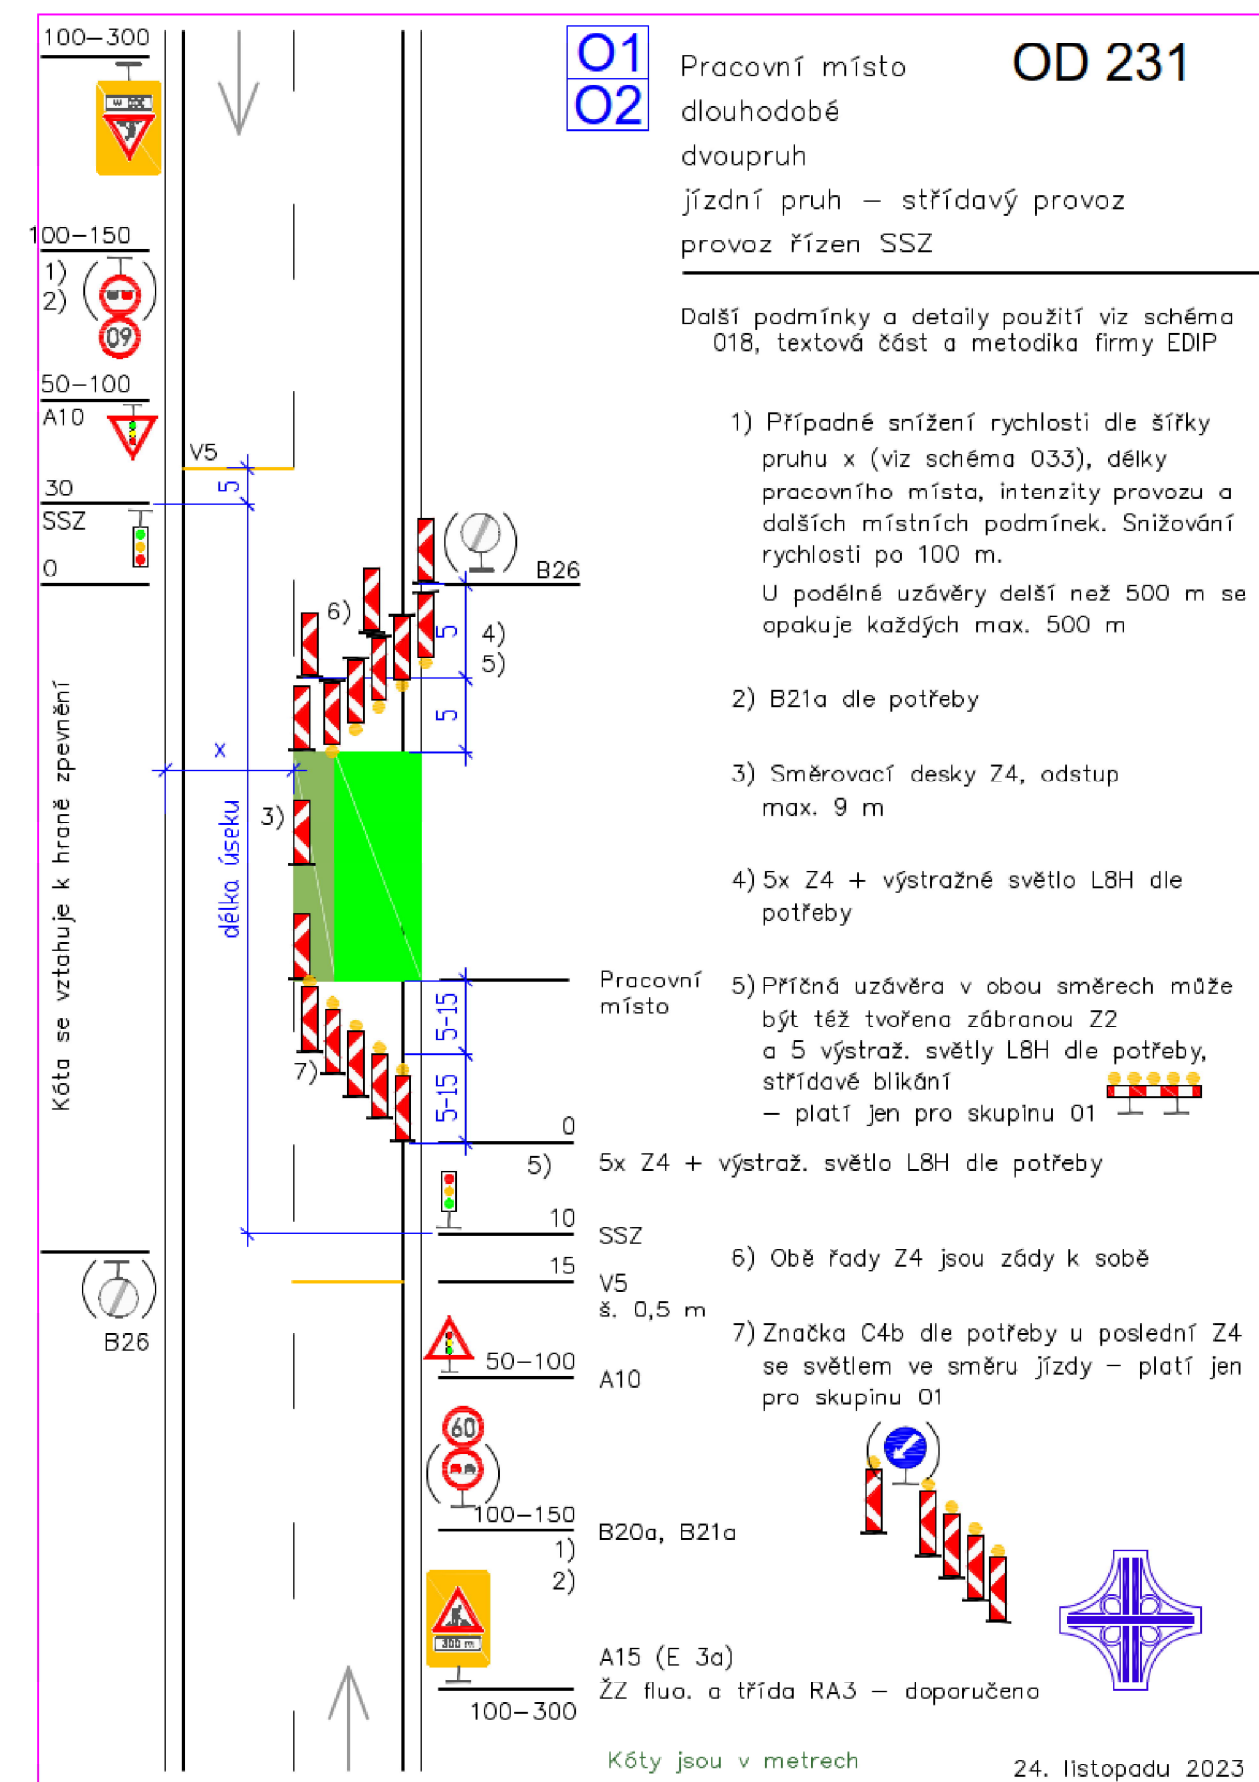 O1
O2
OD 231
Pracovní místo
dlouhodobé
dvoupruh
jízdní pruh – střídavý provoz
provoz řízen SSZ
Další podmínky a detaily použití viz schéma
018, textová část a metodika firmy EDIP
1) Případné snížení rychlosti dle šířky
pruhu x (viz schéma 033), délky
pracovního místa, intenzity provozu a
dalších místních podmínek. Snižování
rychlosti po 100 m.
U podélné uzávěry delší než 500 m se
opakuje každých max. 500 m
2) B21a dle potřeby
3) Směrovací desky Z4, odstup
max. 9 m
4) 5x Z4 + výstražné světlo L8H dle
potřeby
5) Příčná uzávěra v obou směrech může
být též tvořena zábranou Z2
a 5 výstraž. světly L8H dle potřeby,
střídavé blikání
– platí jen pro skupinu 01
6) Obě řady Z4 jsou zády k sobě
7) Značka C4b dle potřeby u poslední Z4
se světlem ve směru jízdy – platí jen
pro skupinu 01
100–300
100–150
1)
2)
60
50–100
A10
V5
5
30
SSZ
0
B26
6)
5
4)
5)
5
x
3)
délka úseku
Kóta se vztahuje k hraně zpevnění
Pracovní
místo
5-15
7)
5-15
0
5)
5x Z4 + výstraž. světlo L8H dle potřeby
10
SSZ
15
V5
š. 0,5 m
B26
50–100
A10
60
100–150
B20a, B21a
1)
2)
300 m
A15 (E 3a)
ŽZ fluo. a třída RA3 – doporučeno
100–300
Kóty jsou v metrech
24. listopadu 2023